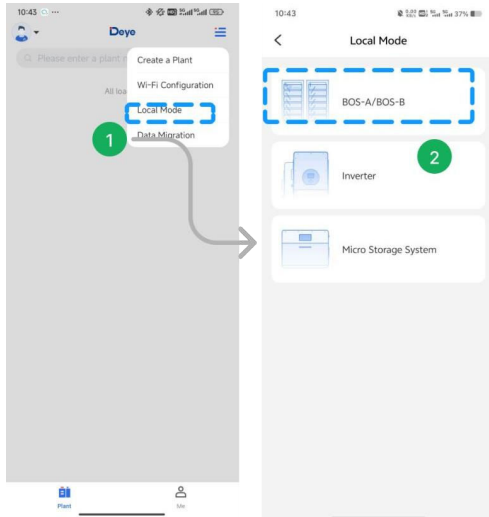 10:43
Deye
Please enter a plant n
Create a Plant
All loa
Wi-Fi Configuration
Local Mode
1
Data Migration
Plant
Me
10:43
37%
Local Mode
BOS-A/BOS-B
2
Inverter
Micro Storage System